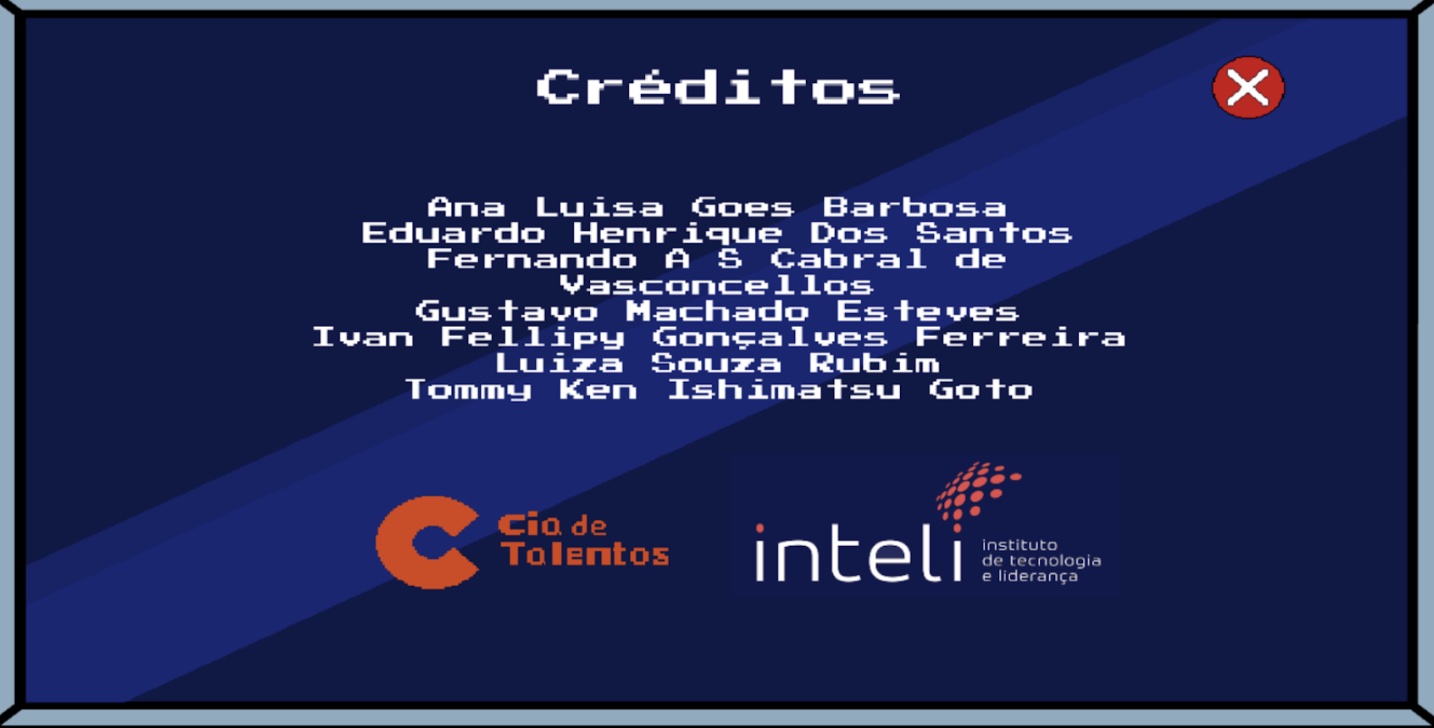 Créditos
Ana Luisa Goes Barbosa
Eduardo Henrique Dos Santos
Fernando A S Cabral de
Vasconcellos
Gustavo Machado Esteves
Ivan Fellipy Gonçalves Ferreira
Luiza Souza Rubim
Tommy Ken Ishimatsu Goto
Cia de
Talentos
inteli
instituto
de tecnologia
e liderança